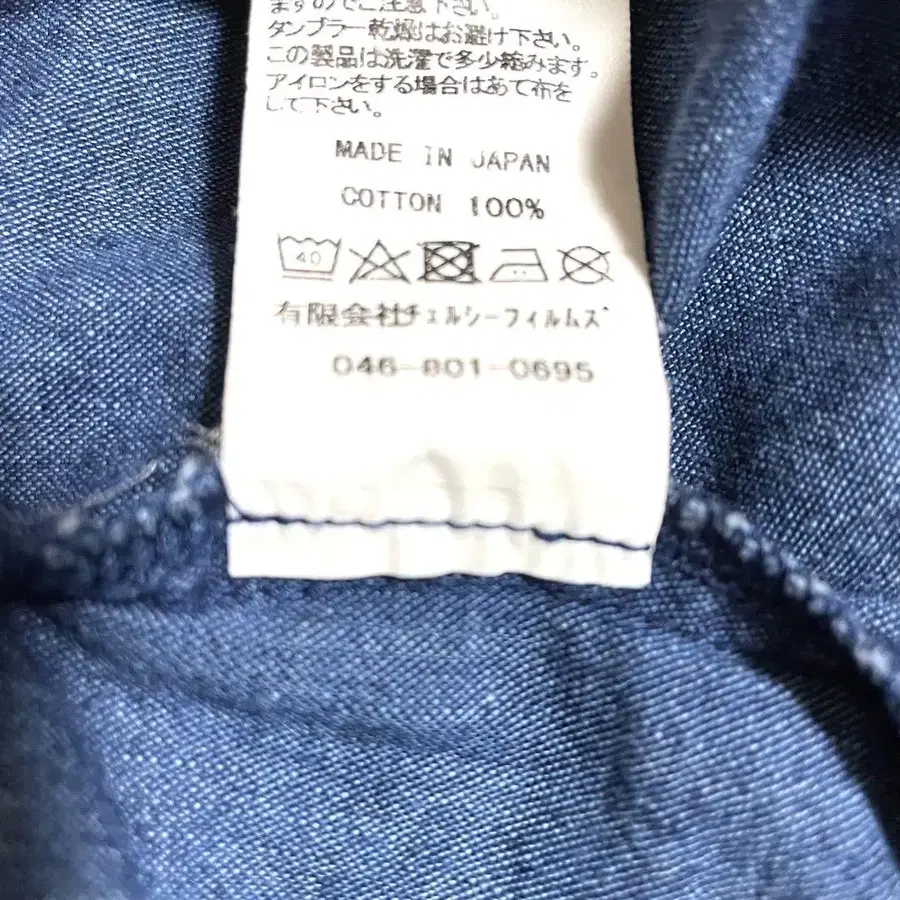 ますのでご注意下さい。
タンブラー乾燥はお避け下さい。
この製品は洗濯で多少縮みます。
アイロンをする場合はあて布を
して下さい。
MADE IN JAPAN
COTTON 100%
40
有限会社チェルシーフィルムズ
046-801-0695